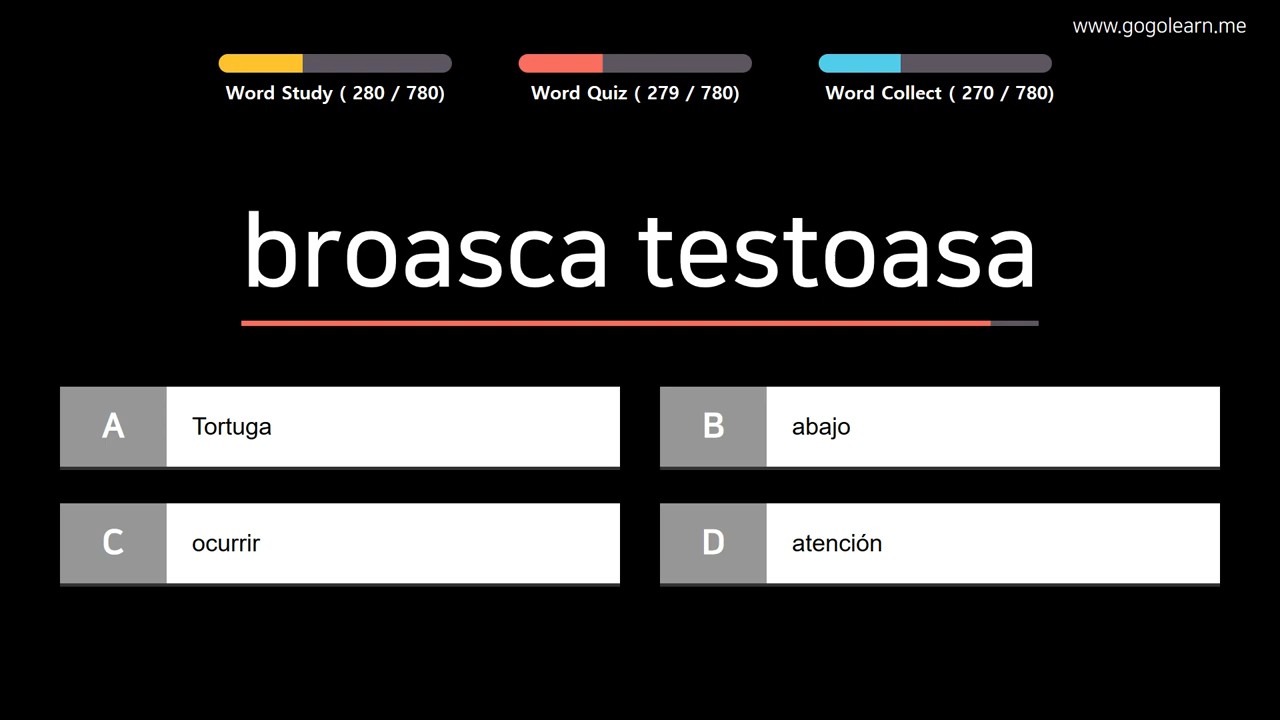 www.gogolearn.me
Word Study ( 280 / 780)
Word Quiz ( 279 / 780)
Word Collect ( 270 / 780)
broasca testoasa
A
Tortuga
B
abajo
C
ocurrir
D
atención